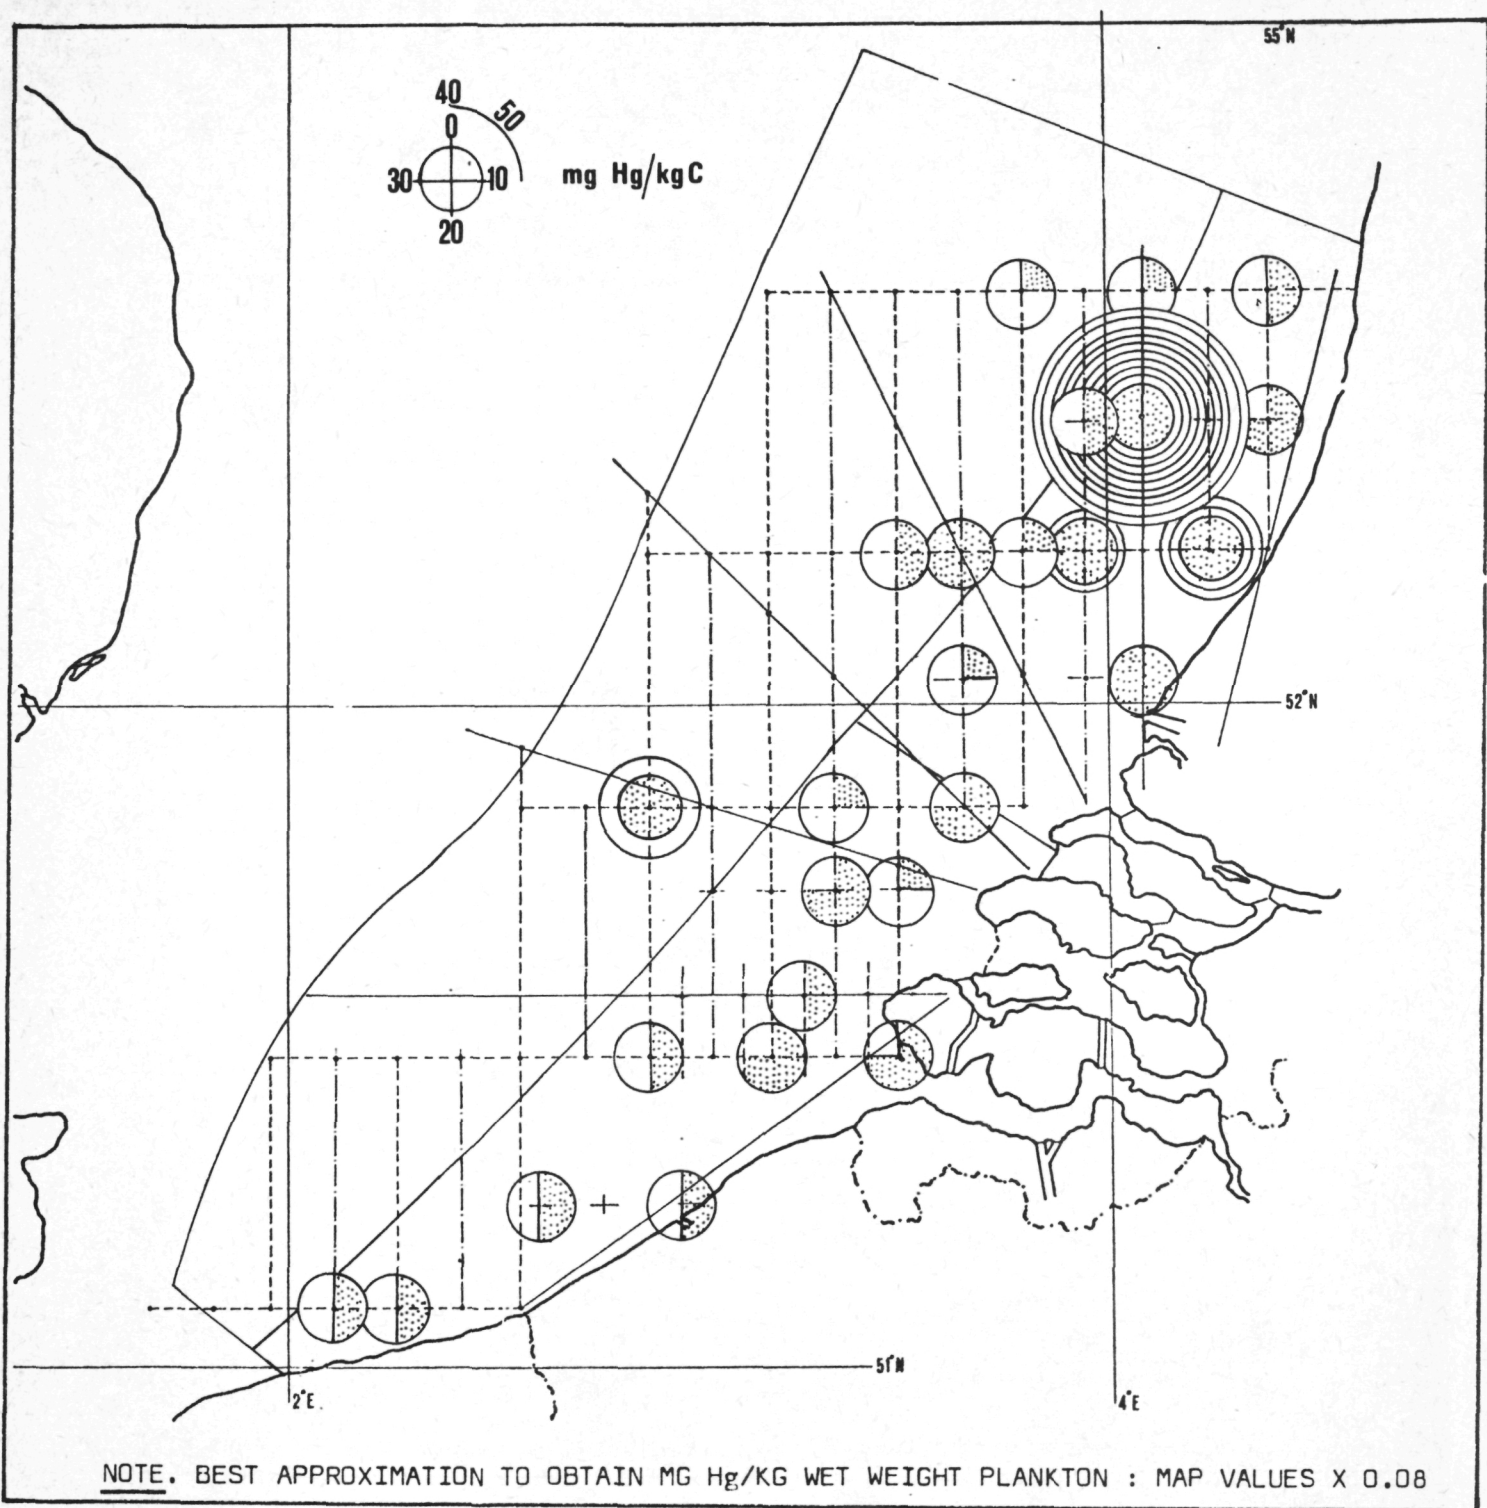 55°N
40
50
0
30
10
mg Hg/kgC
20
52°N
51°N
2°E.
4°E
NOTE. BEST APPROXIMATION TO OBTAIN MG Hg/KG WET WEIGHT PLANKTON : MAP VALUES X 0.08